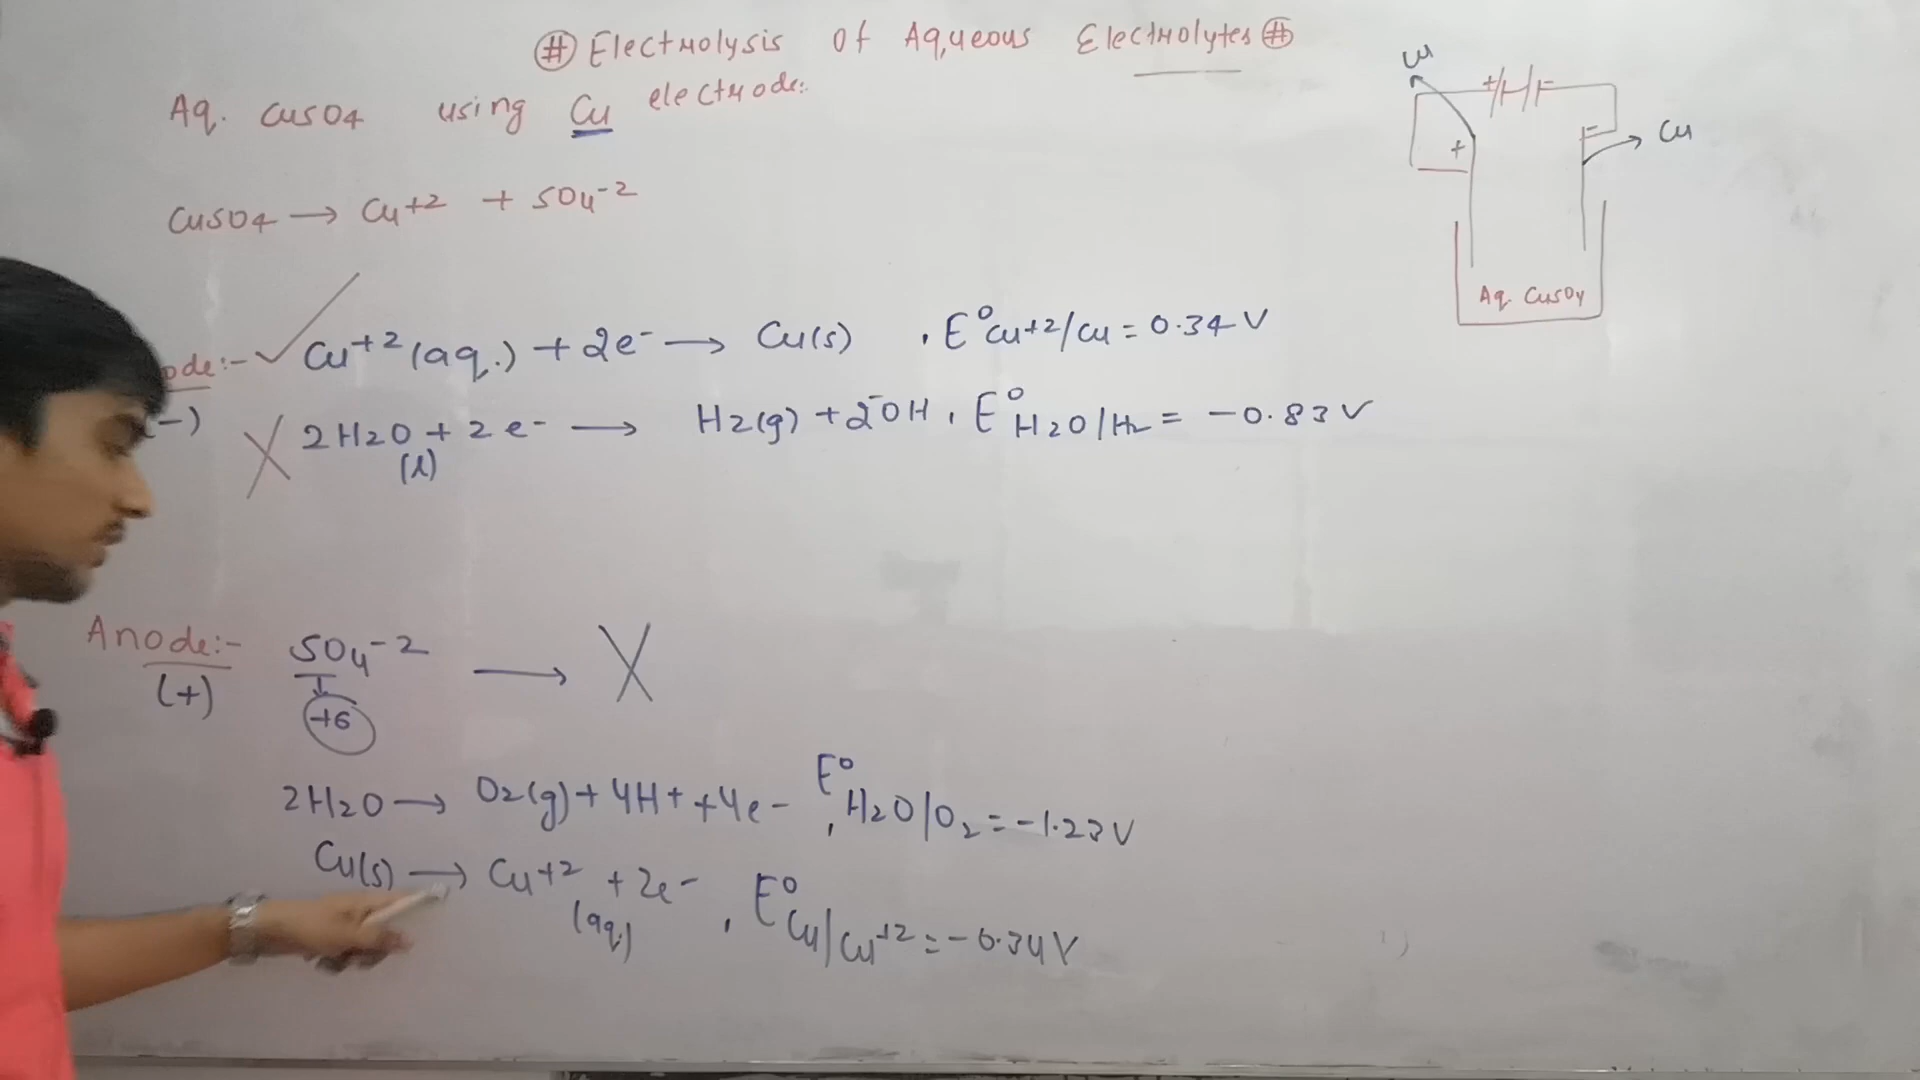 # Electrolysis Of Aqueous Electrolytes #
Aq. CuSO4 using Cu electrode:
CuSO4 → Cu+2 + SO4-2
ode:- ✓ Cu+2 (aq.) + 2e- → Cu(s) , E°Cu+2/Cu = 0.34 V
(-) X 2H2O + 2e- → H2(g) + 2-OH , E°H2O/H2 = -0.83 V
(l)
Anode:- SO4-2 → X
(+) +6
2H2O → O2(g) + 4H+ + 4e- , E°H2O/O2 = -1.23 V
Cu(s) → Cu+2 + 2e- , E°Cu/Cu+2 = -0.34 V
(aq)
Cu
+ -
+ - Cu
Aq. CuSO4